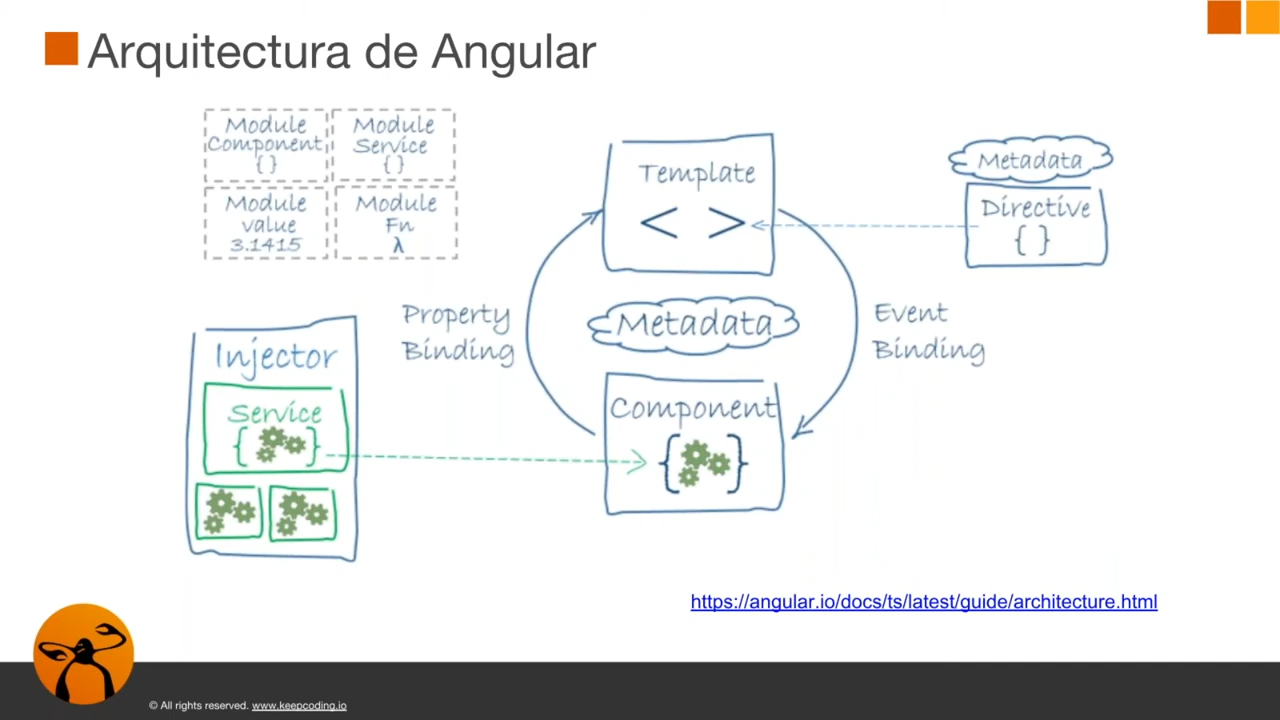 Arquitectura de Angular
Module
Component
{ }
Module
Service
{ }
Module
value
3.1415
Module
Fn
λ
Template
< >
Metadata
Directive
{ }
Property
Binding
Metadata
Event
Binding
Injector
Service
{ }
Component
{ }
https://angular.io/docs/ts/latest/guide/architecture.html
© All rights reserved. www.keepcoding.io